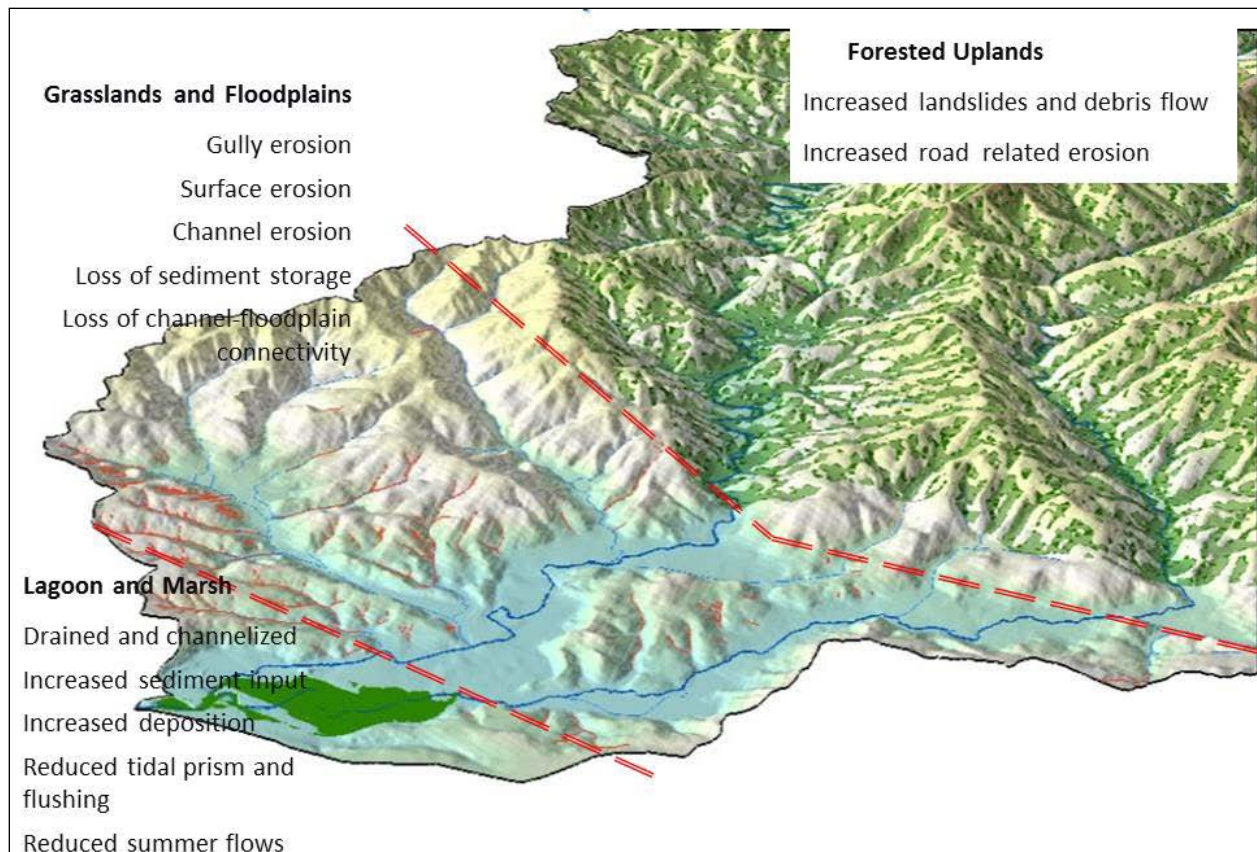 Grasslands and Floodplains
Gully erosion
Surface erosion
Channel erosion
Loss of sediment storage
Loss of channel-floodplain
connectivity
Forested Uplands
Increased landslides and debris flow
Increased road related erosion
Lagoon and Marsh
Drained and channelized
Increased sediment input
Increased deposition
Reduced tidal prism and
flushing
Reduced summer flows